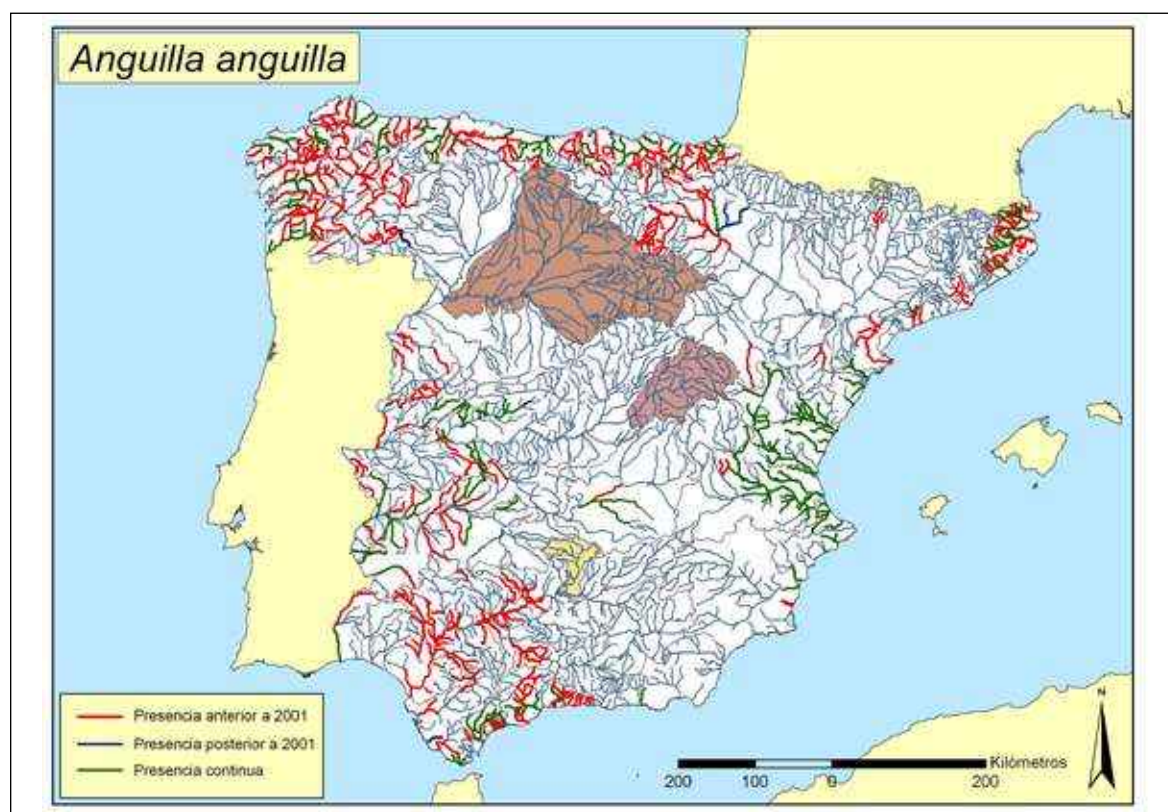 Anguilla anguilla
Presencia anterior a 2001
Presencia posterior a 2001
Presencia continua
N
Kilómetros
200 100 0 200